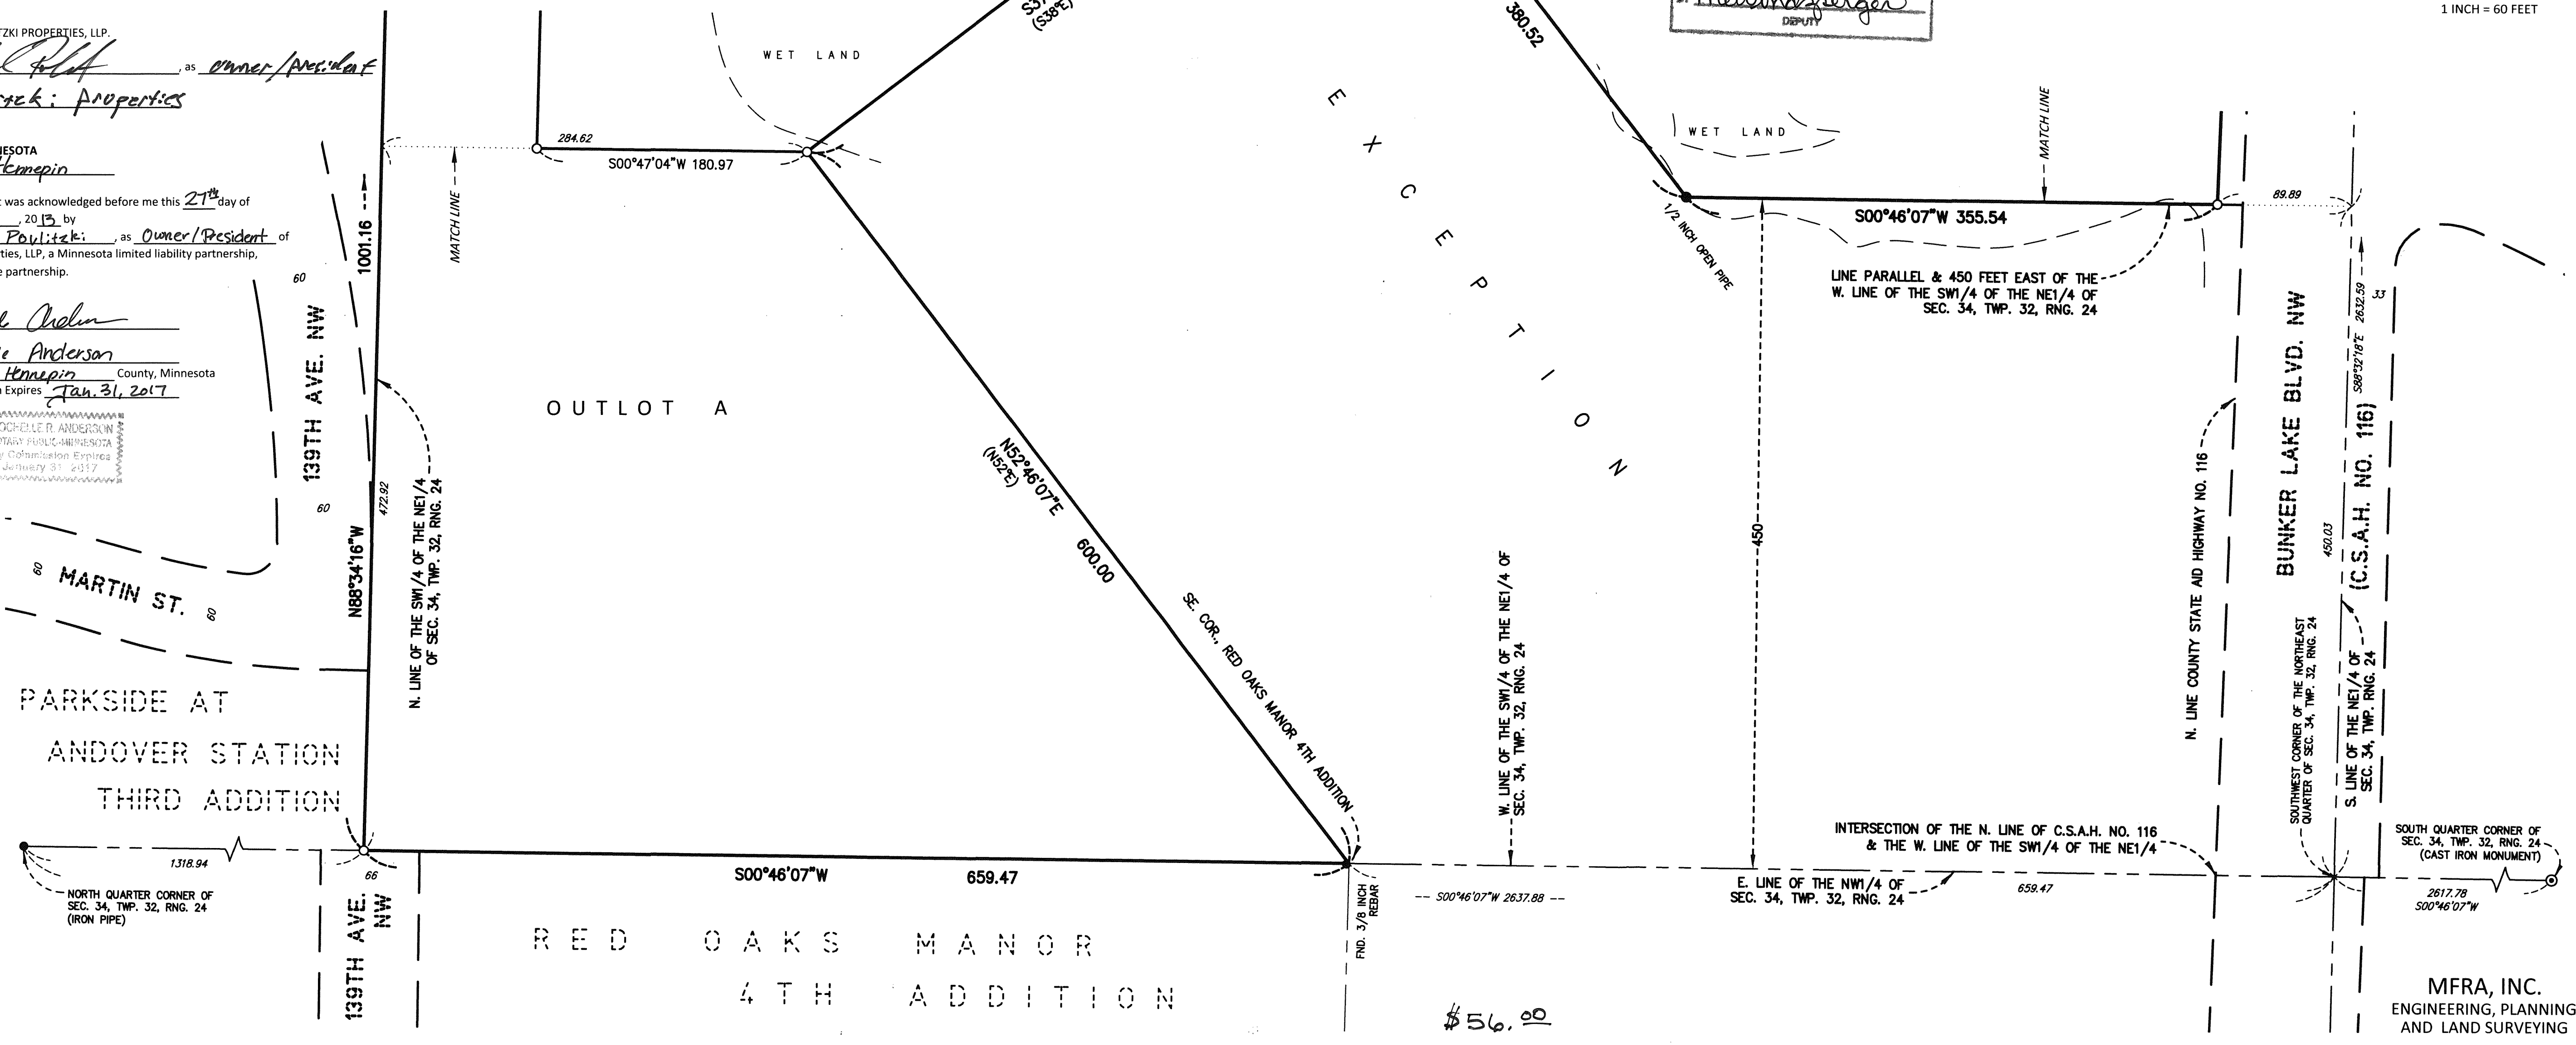 TZKI PROPERTIES, LLP.
, as owner/president
properties
Hennepin
t was acknowledged before me this 27th day of
, 2013 by
Povlitzki , as Owner/President of
ties, LLP, a Minnesota limited liability partnership,
e partnership.
Anderson
Hennepin County, Minnesota
n Expires Jan. 31, 2017
OCHELLE R. ANDERSON
NOTARY PUBLIC-MINNESOTA
y Commission Expires
January 31 2017
MARTIN ST.
60
60
60
60
139TH AVE. NW
1001.16
N88°34'16"W
472.92
N. LINE OF THE SW1/4 OF THE NE1/4
OF SEC. 34, TWP. 32, RNG. 24
PARKSIDE AT
ANDOVER STATION
THIRD ADDITION
1318.94
NORTH QUARTER CORNER OF
SEC. 34, TWP. 32, RNG. 24
(IRON PIPE)
66
139TH AVE.
NW
MATCH LINE
284.62
S00°47'04"W 180.97
WET LAND
(S38°E)
OUTLOT A
N52°46'07"E
(N52°E)
600.00
SE. COR., RED OAKS MANOR 4TH ADDITION
S00°46'07"W 659.47
RED OAKS MANOR
4TH ADDITION
FND. 3/8 INCH
REBAR
EXCEPTION
380.52
DEPUTY
1 INCH = 60 FEET
WET LAND
MATCH LINE
1/2 INCH OPEN PIPE
S00°46'07"W 355.54
89.89
LINE PARALLEL & 450 FEET EAST OF THE
W. LINE OF THE SW1/4 OF THE NE1/4 OF
SEC. 34, TWP. 32, RNG. 24
450
W. LINE OF THE SW1/4 OF THE NE1/4 OF
SEC. 34, TWP. 32, RNG. 24
-- S00°46'07"W 2637.88 --
E. LINE OF THE NW1/4 OF
SEC. 34, TWP. 32, RNG. 24
659.47
INTERSECTION OF THE N. LINE OF C.S.A.H. NO. 116
& THE W. LINE OF THE SW1/4 OF THE NE1/4
N. LINE COUNTY STATE AID HIGHWAY NO. 116
BUNKER LAKE BLVD. NW
(C.S.A.H. NO. 116)
S88°32'18"E 2632.59
33
450.03
SOUTHWEST CORNER OF THE NORTHEAST
QUARTER OF SEC. 34, TWP. 32, RNG. 24
S. LINE OF THE NE1/4 OF
SEC. 34, TWP. RNG. 24
SOUTH QUARTER CORNER OF
SEC. 34, TWP. 32, RNG. 24
(CAST IRON MONUMENT)
2617.78
S00°46'07"W
$56.00
MFRA, INC.
ENGINEERING, PLANNING
AND LAND SURVEYING